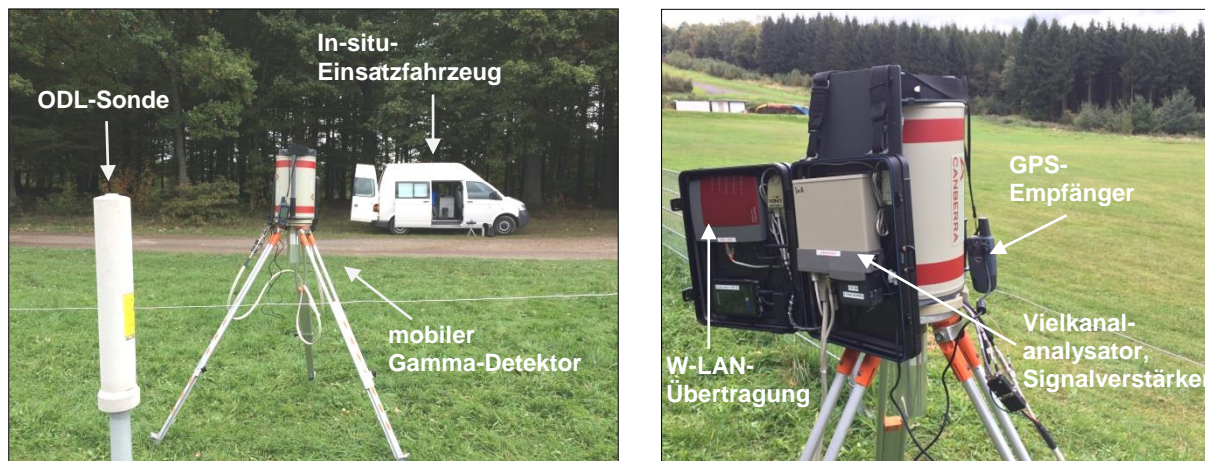 In-situ-
Einsatzfahrzeug
ODL-Sonde
mobiler
Gamma-Detektor
GPS-
Empfänger
CANBERRA
Vielkanal-
analysator,
Signalverstärker
W-LAN-
Übertragung